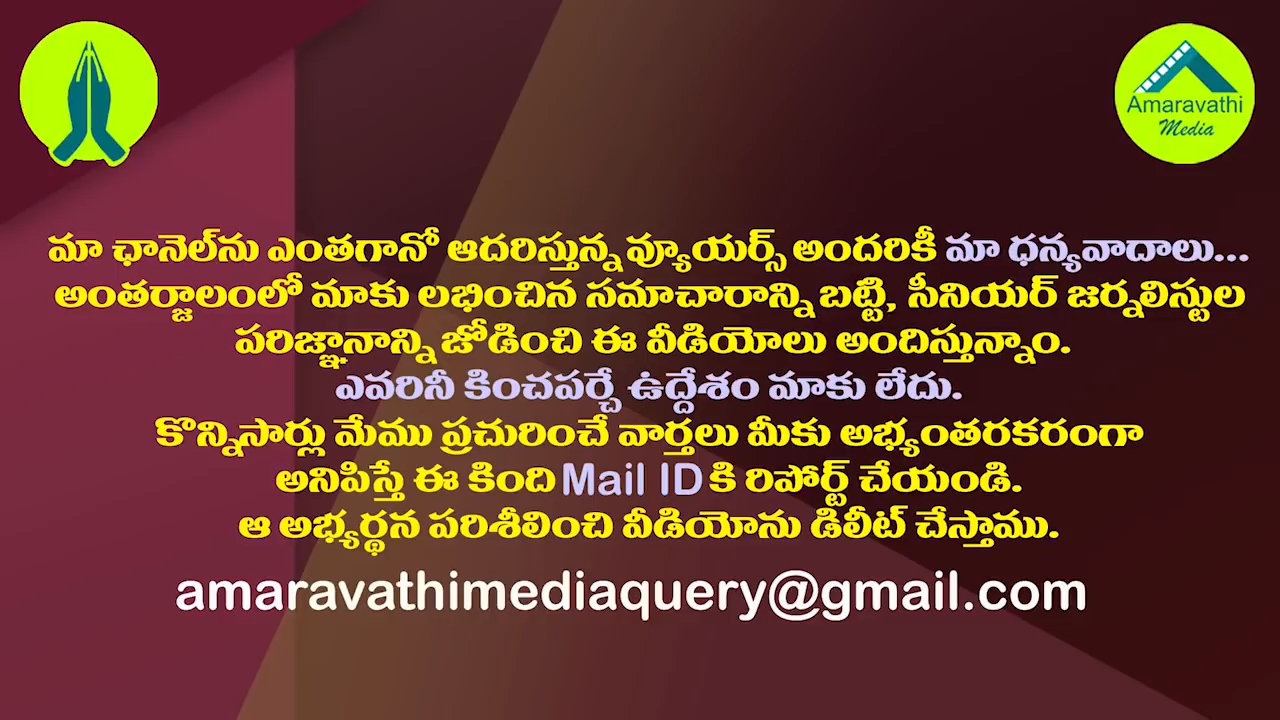 Amaravathi
Media
మా ఛానెల్‌ను ఎంతగానో ఆదరిస్తున్న వ్యూయర్స్ అందరికీ మా ధన్యవాదాలు...
అంతర్జాలంలో మాకు లభించిన సమాచారాన్ని బట్టి, సీనియర్ జర్నలిస్టుల
పరిజ్ఞానాన్ని జోడించి ఈ వీడియోలు అందిస్తున్నాం.
ఎవరినీ కించపర్చే ఉద్దేశం మాకు లేదు.
కొన్నిసార్లు మేము ప్రచురించే వార్తలు మీకు అభ్యంతరకరంగా
అనిపిస్తే ఈ కింది Mail ID కి రిపోర్ట్ చేయండి.
ఆ అభ్యర్థన పరిశీలించి వీడియోను డిలీట్ చేస్తాము.
amaravathimediaquery@gmail.com